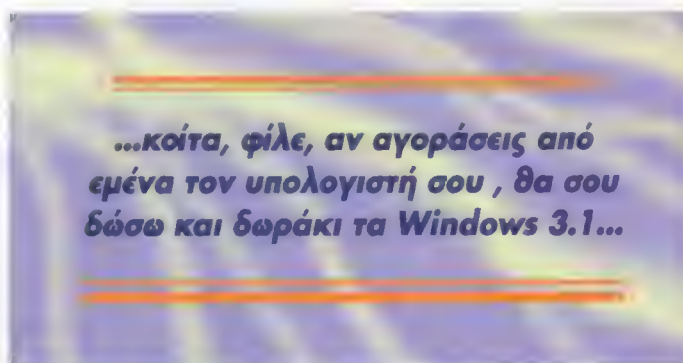 ...κοίτα, φίλε, αν αγοράσεις από
εμένα τον υπολογιστή σου , θα σου
δώσω και δωράκι τα Windows 3.1...